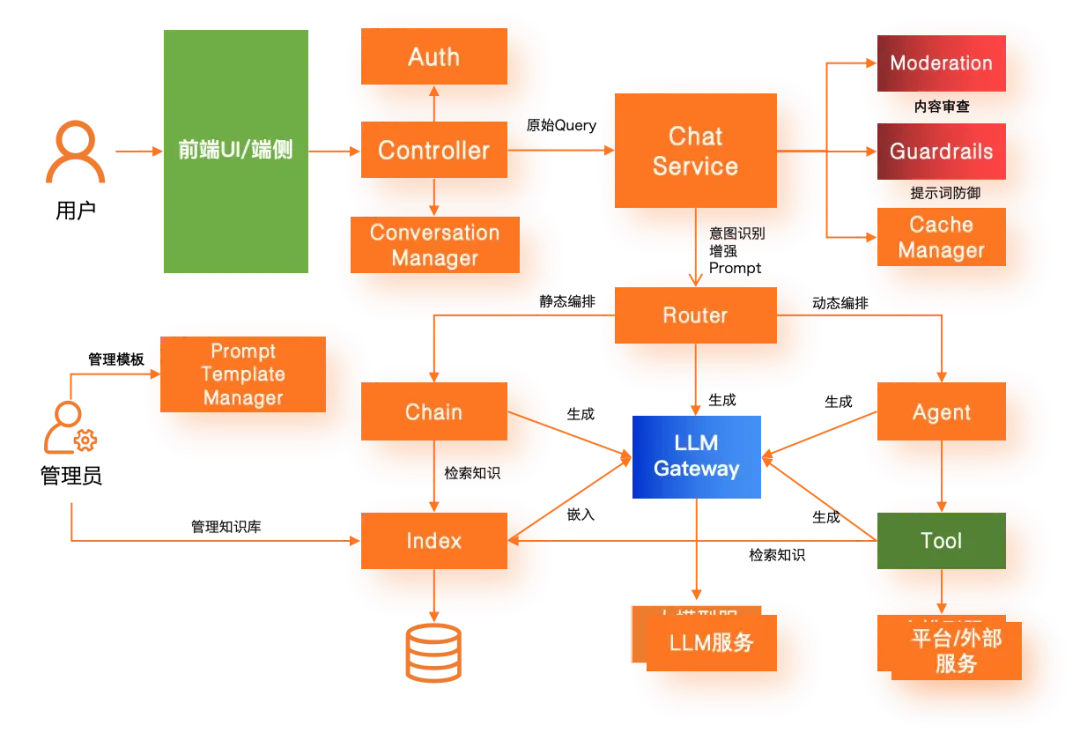 Auth
Moderation
内容审查
前端UI/端侧
Controller
原始Query
Chat
Service
Guardrails
提示词防御
用户
Conversation
Manager
Cache
Manager
意图识别
增强
Prompt
静态编排
Router
动态编排
管理模板
Prompt
Template
Manager
Chain
生成
生成
生成
Agent
LLM
Gateway
管理员
检索知识
管理知识库
Index
嵌入
生成
检索知识
Tool
LLM服务
平台/外部
服务